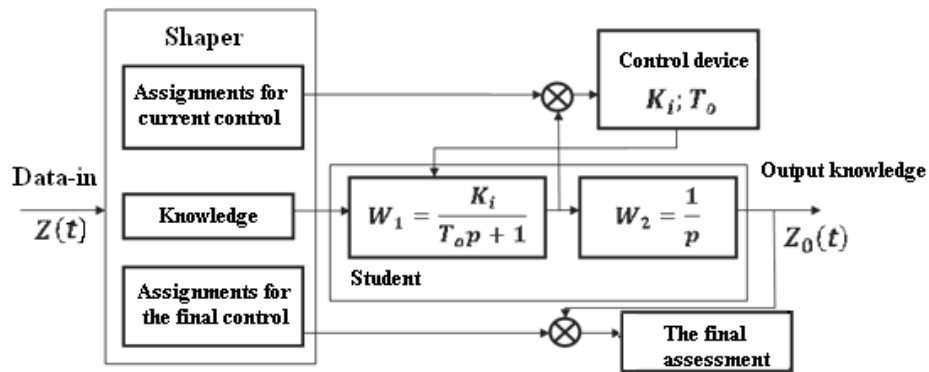 Shaper
Assignments for
current control
Control device
K_i; T_o
Data-in
Z(t)
Knowledge
W_1 = K_i / (T_o p + 1)
W_2 = 1 / p
Output knowledge
Z_0(t)
Student
Assignments for
the final control
The final
assessment